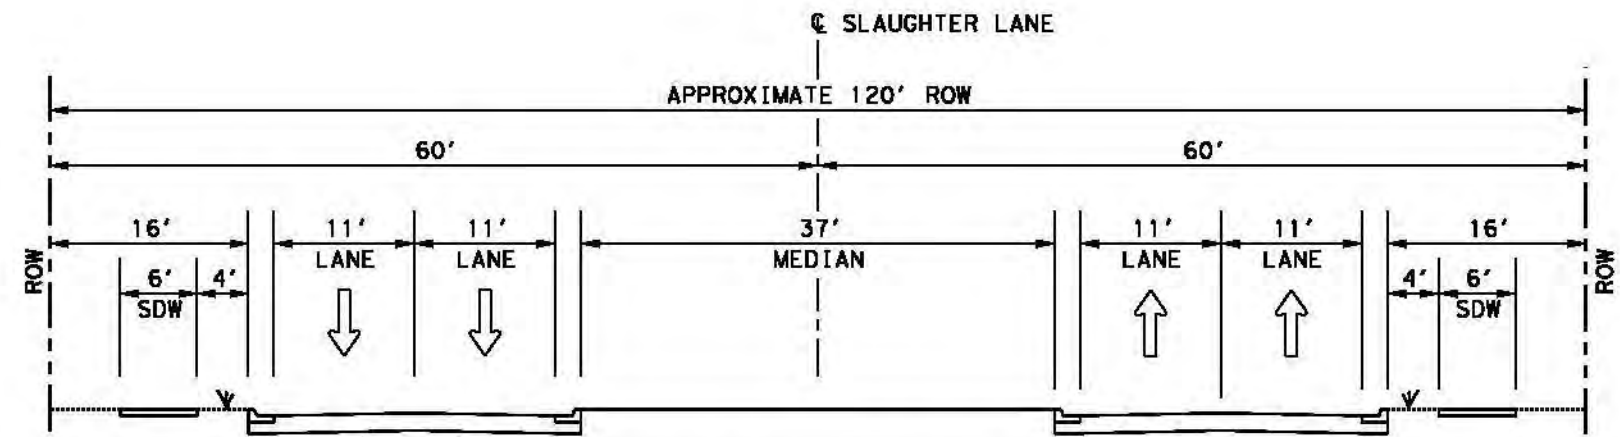 ℄ SLAUGHTER LANE
APPROXIMATE 120' ROW
60' 60'
16' 11' 11' 37' 11' 11' 16'
LANE LANE MEDIAN LANE LANE
ROW ROW
6' 4' 4' 6'
SDW SDW